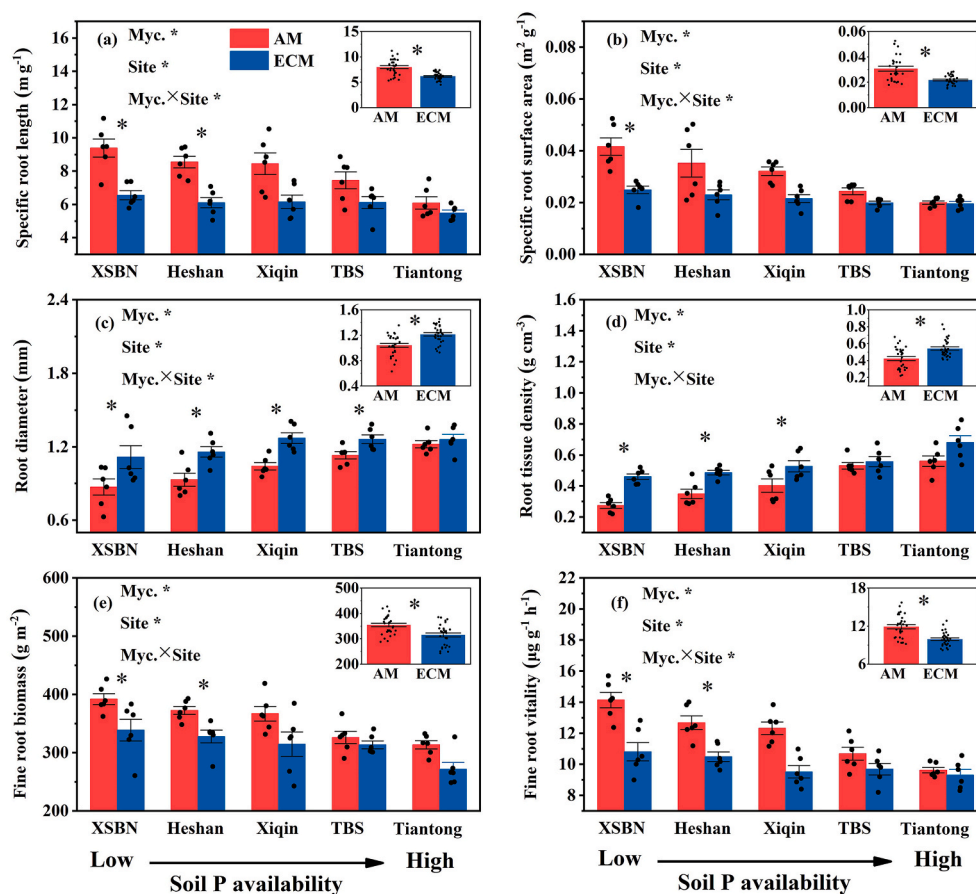 (a)
Myc. *
Site *
Myc.×Site *
AM
ECM
Specific root length (m g-1)
16
14
12
10
8
6
4
*
*
XSBN Heshan Xiqin TBS Tiantong
15
10
5
0
*
AM ECM
(b)
Myc. *
Site *
Myc.×Site *
Specific root surface area (m2 g-1)
0.08
0.06
0.04
0.02
0.00
*
XSBN Heshan Xiqin TBS Tiantong
0.06
0.04
0.02
0.00
*
AM ECM
(c)
Myc. *
Site *
Myc.×Site *
Root diameter (mm)
2.4
1.8
1.2
0.6
* * * *
XSBN Heshan Xiqin TBS Tiantong
1.6
1.2
0.8
0.4
*
AM ECM
(d)
Myc. *
Site *
Myc.×Site
Root tissue density (g cm-3)
1.6
1.4
1.2
1.0
0.8
0.6
0.4
0.2
* * *
XSBN Heshan Xiqin TBS Tiantong
1.0
0.8
0.6
0.4
0.2
*
AM ECM
(e)
Myc. *
Site *
Myc.×Site
Fine root biomass (g m-2)
600
500
400
300
200
* *
XSBN Heshan Xiqin TBS Tiantong
500
400
300
200
*
AM ECM
Low High
Soil P availability
(f)
Myc. *
Site *
Myc.×Site *
Fine root vitality (μg g-1 h-1)
22
20
18
16
14
12
10
8
* *
XSBN Heshan Xiqin TBS Tiantong
18
12
6
*
AM ECM
Low High
Soil P availability